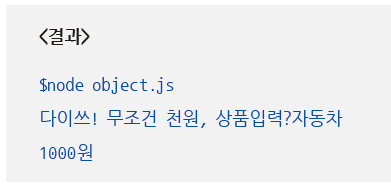 <결과>
$node object.js
다이쓰! 무조건 천원, 상품입력?자동차
1000원